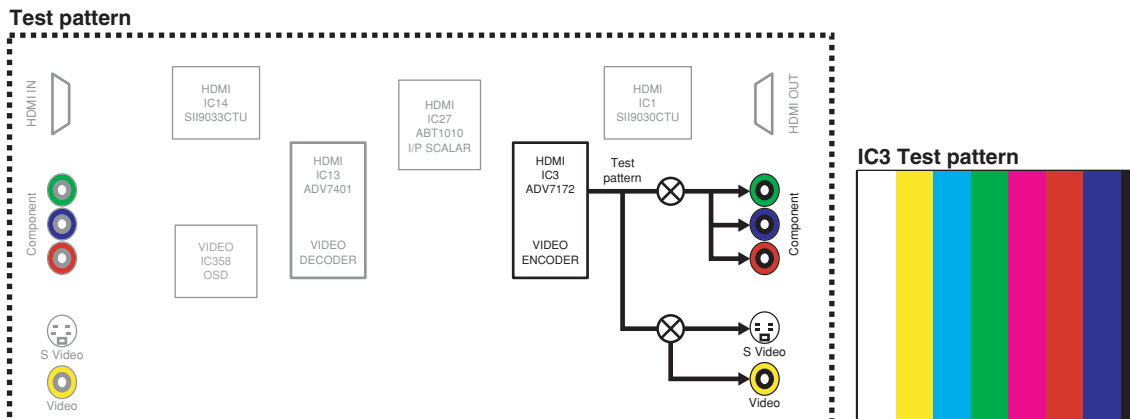 Test pattern
HDMI IN
HDMI
IC14
SII9033CTU
HDMI
IC27
ABT1010
I/P SCALAR
HDMI
IC1
SII9030CTU
HDMI OUT
Component
HDMI
IC13
ADV7401
VIDEO
DECODER
VIDEO
IC358
OSD
HDMI
IC3
ADV7172
VIDEO
ENCODER
Test
pattern
Component
S Video
Video
S Video
Video
IC3 Test pattern